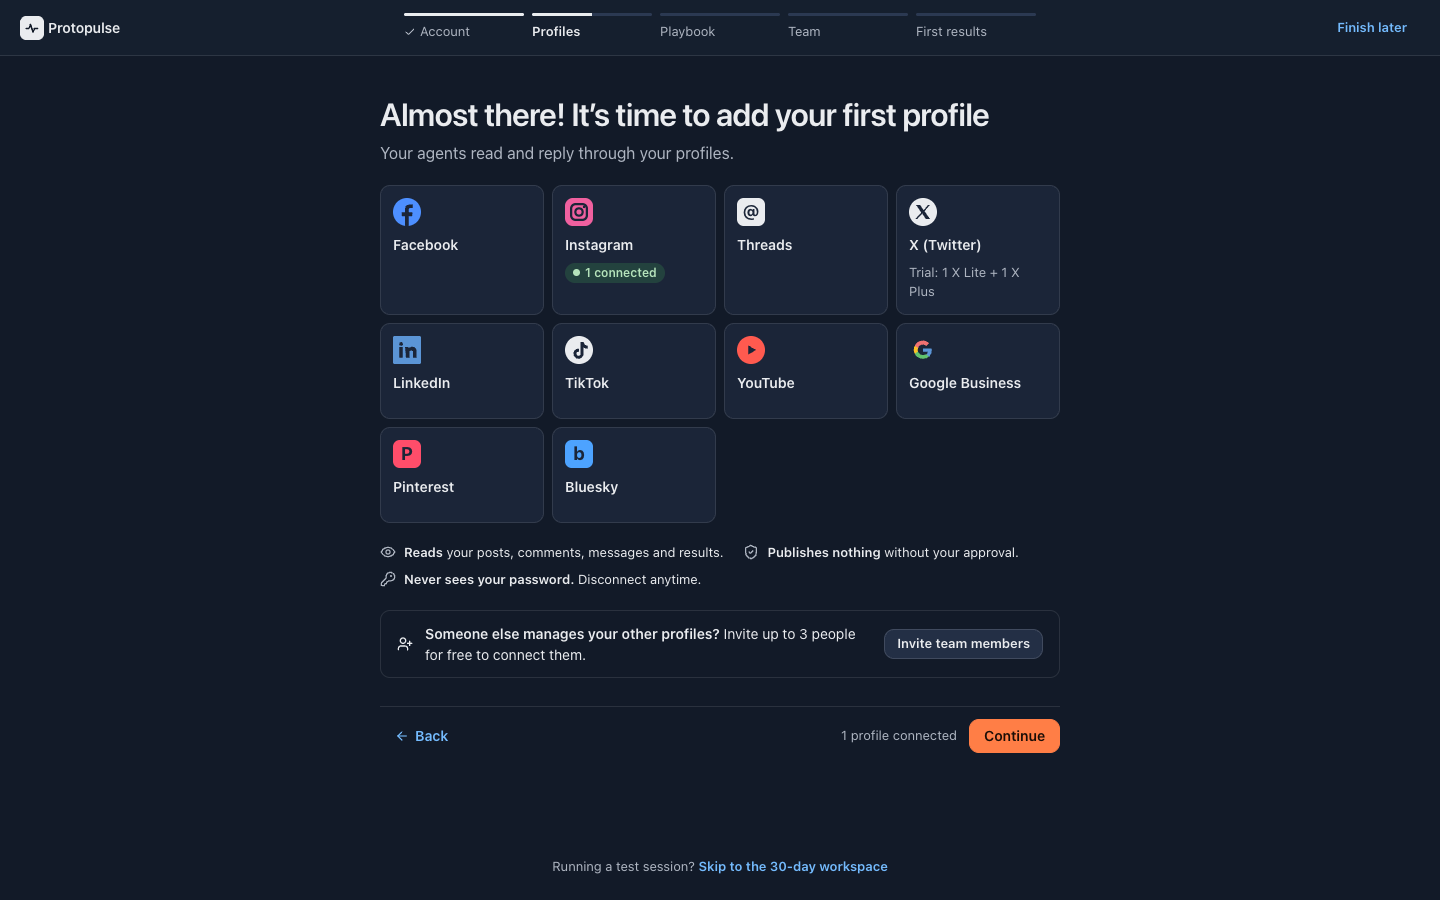 Protopulse
Account
Profiles
Playbook
Team
First results
Finish later
Almost there! It’s time to add your first profile
Your agents read and reply through your profiles.
Facebook
Instagram
1 connected
@
Threads
X (Twitter)
Trial: 1 X Lite + 1 X
Plus
in
LinkedIn
TikTok
YouTube
G
Google Business
P
Pinterest
b
Bluesky
Reads your posts, comments, messages and results.
Publishes nothing without your approval.
Never sees your password. Disconnect anytime.
Someone else manages your other profiles? Invite up to 3 people
for free to connect them.
Invite team members
Back
1 profile connected
Continue
Running a test session? Skip to the 30-day workspace